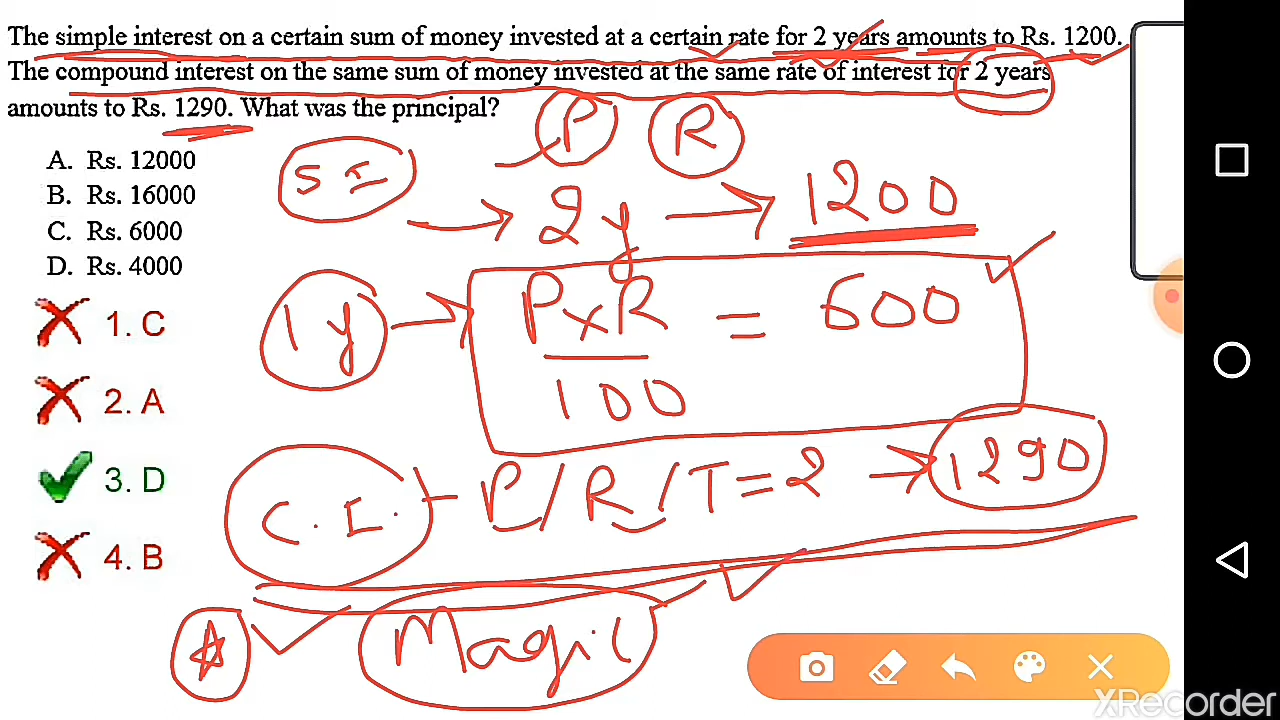 The simple interest on a certain sum of money invested at a certain rate for 2 years amounts to Rs. 1200.
The compound interest on the same sum of money invested at the same rate of interest for 2 years
amounts to Rs. 1290. What was the principal?
P R
A. Rs. 12000
B. Rs. 16000
C. Rs. 6000
D. Rs. 4000
SI → 2y → 1200
1. C
1y → PxR = 600
100
2. A
3. D
C.I. - P/R/T=2 → 1290
4. B
Magic
XRecorder